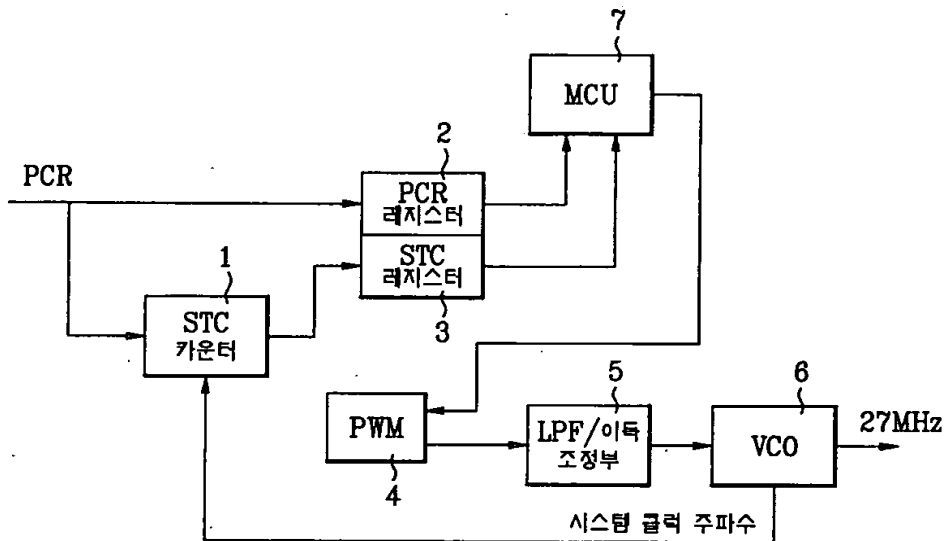 7
MCU
2
PCR
PCR
레지스터
STC
레지스터
3
1
STC
카운터
PWM
4
5
LPF/이득
조정부
6
VCO
27MHz
시스템 클럭 주파수